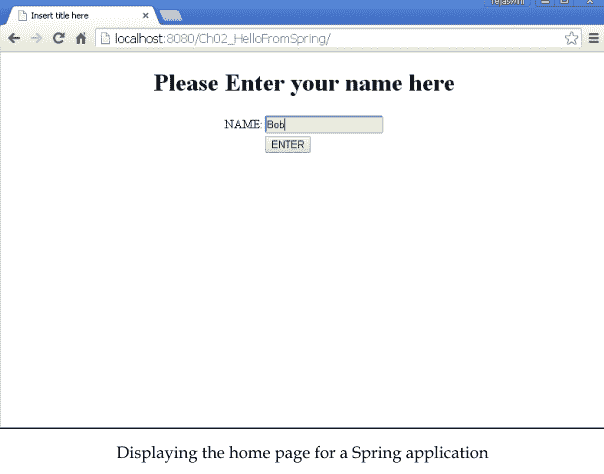 Insert title here
localhost:8080/Ch02_HelloFromSpring/
Please Enter your name here
NAME: Bob
ENTER
Displaying the home page for a Spring application